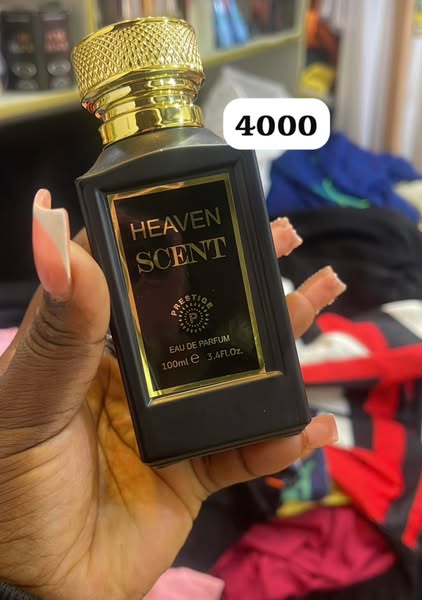 4000
HEAVEN
SCENT
PRESTIGE
P
EAU DE PARFUM
100ml e 3.4FL.Oz.